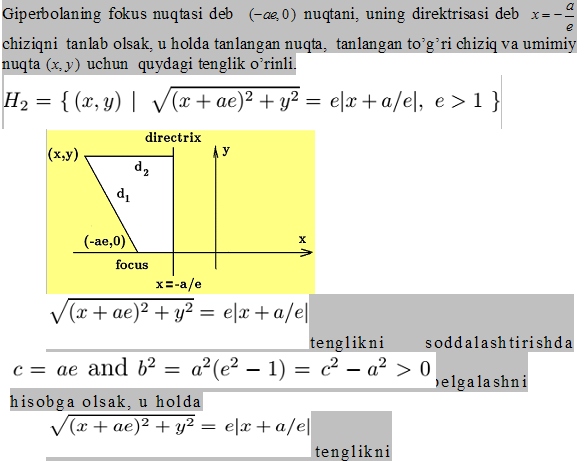 Giperbolaning fokus nuqtasi deb (−ae,0) nuqtani, uning direktrisasi deb x = −a/e
chiziqni tanlab olsak, u holda tanlangan nuqta, tanlangan to’g’ri chiziq va umimiy
nuqta (x, y) uchun quydagi tenglik o’rinli.
H₂ = { (x, y) | √((x + ae)² + y²) = e|x + a/e|, e > 1 }
directrix
(x,y)
d₂
y
d₁
(-ae,0)
x
focus
x=-a/e
√((x + ae)² + y²) = e|x + a/e| tenglikni soddalashtirishda
c = ae and b² = a²(e² − 1) = c² − a² > 0 belgalashni
hisobga olsak, u holda
√((x + ae)² + y²) = e|x + a/e| tenglikni